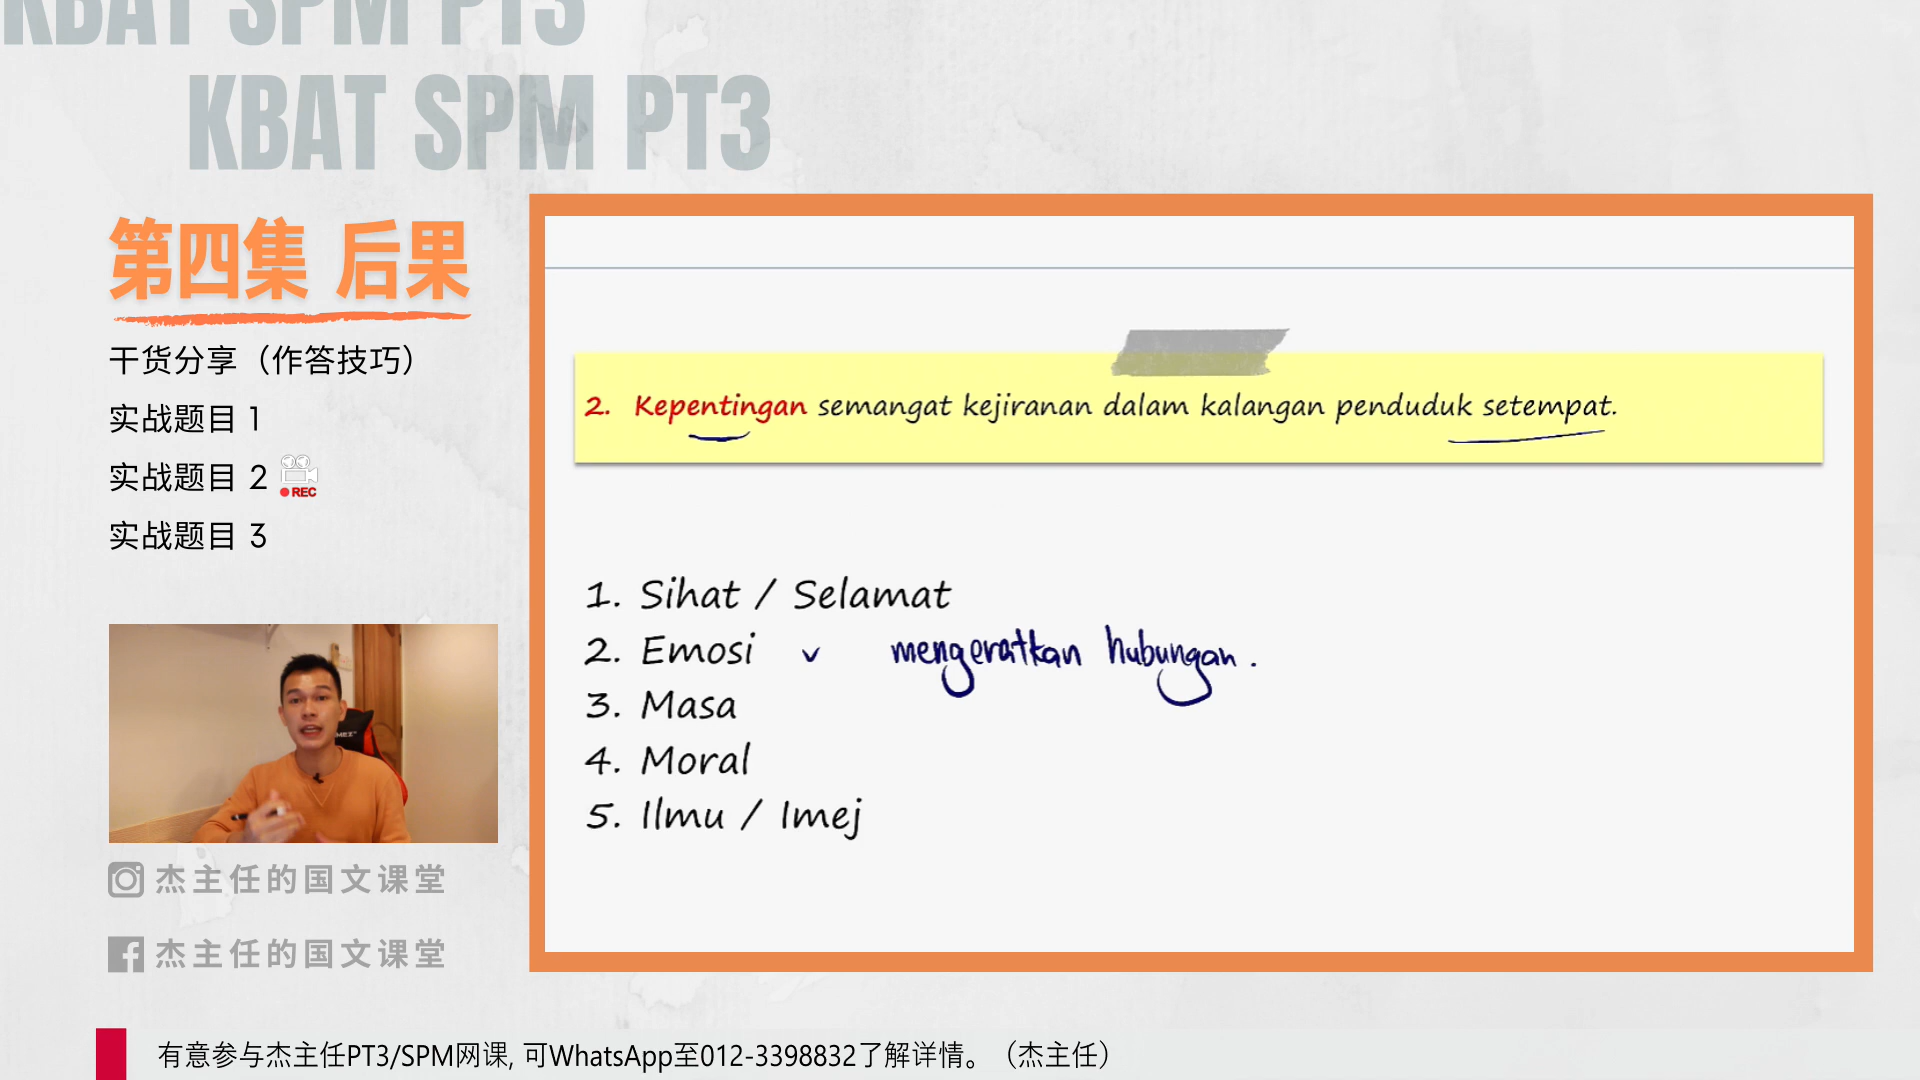 KBAT SPM PT3
KBAT SPM PT3
第四集 后果
干货分享（作答技巧）
实战题目 1
实战题目 2
REC
实战题目 3
杰主任的国文课堂
杰主任的国文课堂
2. Kepentingan semangat kejiranan dalam kalangan penduduk setempat.
1. Sihat / Selamat
2. Emosi ✓ mengeratkan hubungan.
3. Masa
4. Moral
5. Ilmu / Imej
有意参与杰主任PT3/SPM网课, 可WhatsApp至012-3398832了解详情。（杰主任）